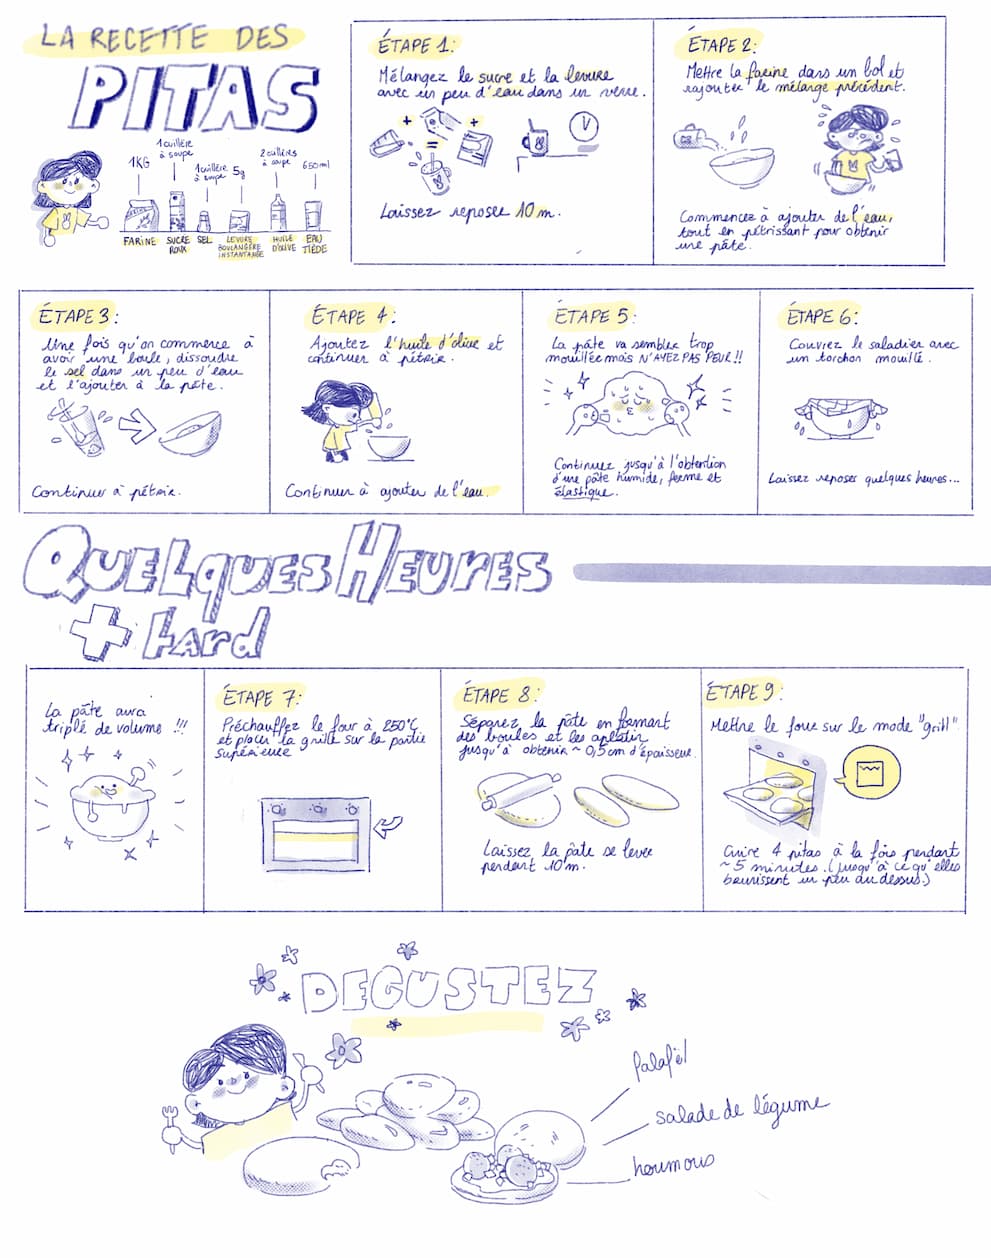 LA RECETTE DES
PITAS
1KG
1 cuillère
à soupe
1 cuillère
à soupe
5g
2 cuillères
à soupe
650ml
FARINE
SUCRE
ROUX
SEL
LEVURE
BOULANGÈRE
INSTANTANÉE
HUILE
D'OLIVE
EAU
TIÈDE
ÉTAPE 1:
Mélangez le sucre et la levure
avec un peu d'eau dans un verre.
+
+
=
Laissez reposer 10 m.
ÉTAPE 2:
Mettre la farine dans un bol et
rajouter le mélange précédent.
Commencez à ajouter de l'eau,
tout en pétrissant pour obtenir
une pâte.
ÉTAPE 3:
Une fois qu'on commence à
avoir une boule, dissoudre
le sel dans un peu d'eau
et l'ajouter à la pâte.
Continuer à pétrir.
ÉTAPE 4:
Ajoutez l'huile d'olive et
continuer à pétrir.
Continuer à ajouter de l'eau.
ÉTAPE 5:
La pâte va sembler trop
mouillée mais N'AYEZ PAS PEUR!!
Continuez jusqu'à l'obtention
d'une pâte humide, ferme et
élastique.
ÉTAPE 6:
Couvrez le saladier avec
un torchon mouillé.
Laissez reposer quelques heures...
QUELQUES HEURES
+ tard
La pâte aura
triplé de volume !!!
ÉTAPE 7:
Préchauffez le four à 250°C
et placer la grille sur la partie
supérieure
ÉTAPE 8:
Séparez la pâte en formant
des boules et les aplatir
jusqu'à obtenir ~ 0,5cm d'épaisseur.
Laissez la pâte se lever
pendant 10 m.
ÉTAPE 9:
Mettre le four sur le mode "grill".
Cuire 4 pitas à la fois pendant
~ 5 minutes. (Jusqu'à ce qu'elles
brunissent un peu du dessus.)
DEGUSTEZ
falafel
salade de légume
houmous